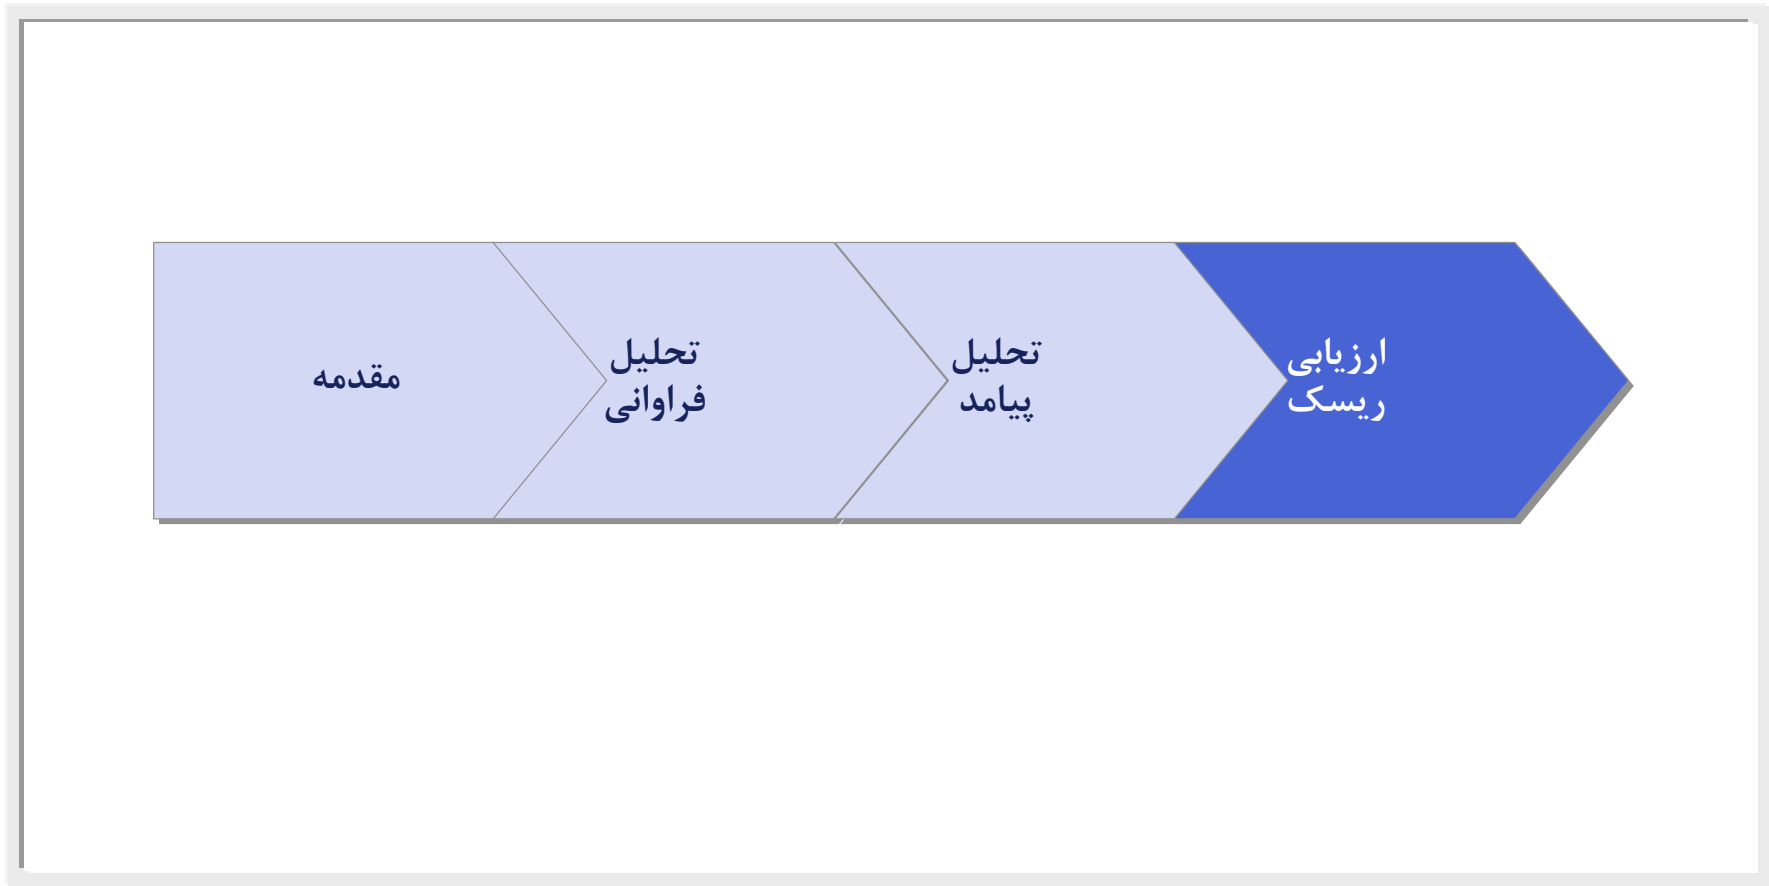 مقدمه
تحلیل
فراوانی
تحلیل
پیامد
ارزیابی
ریسک